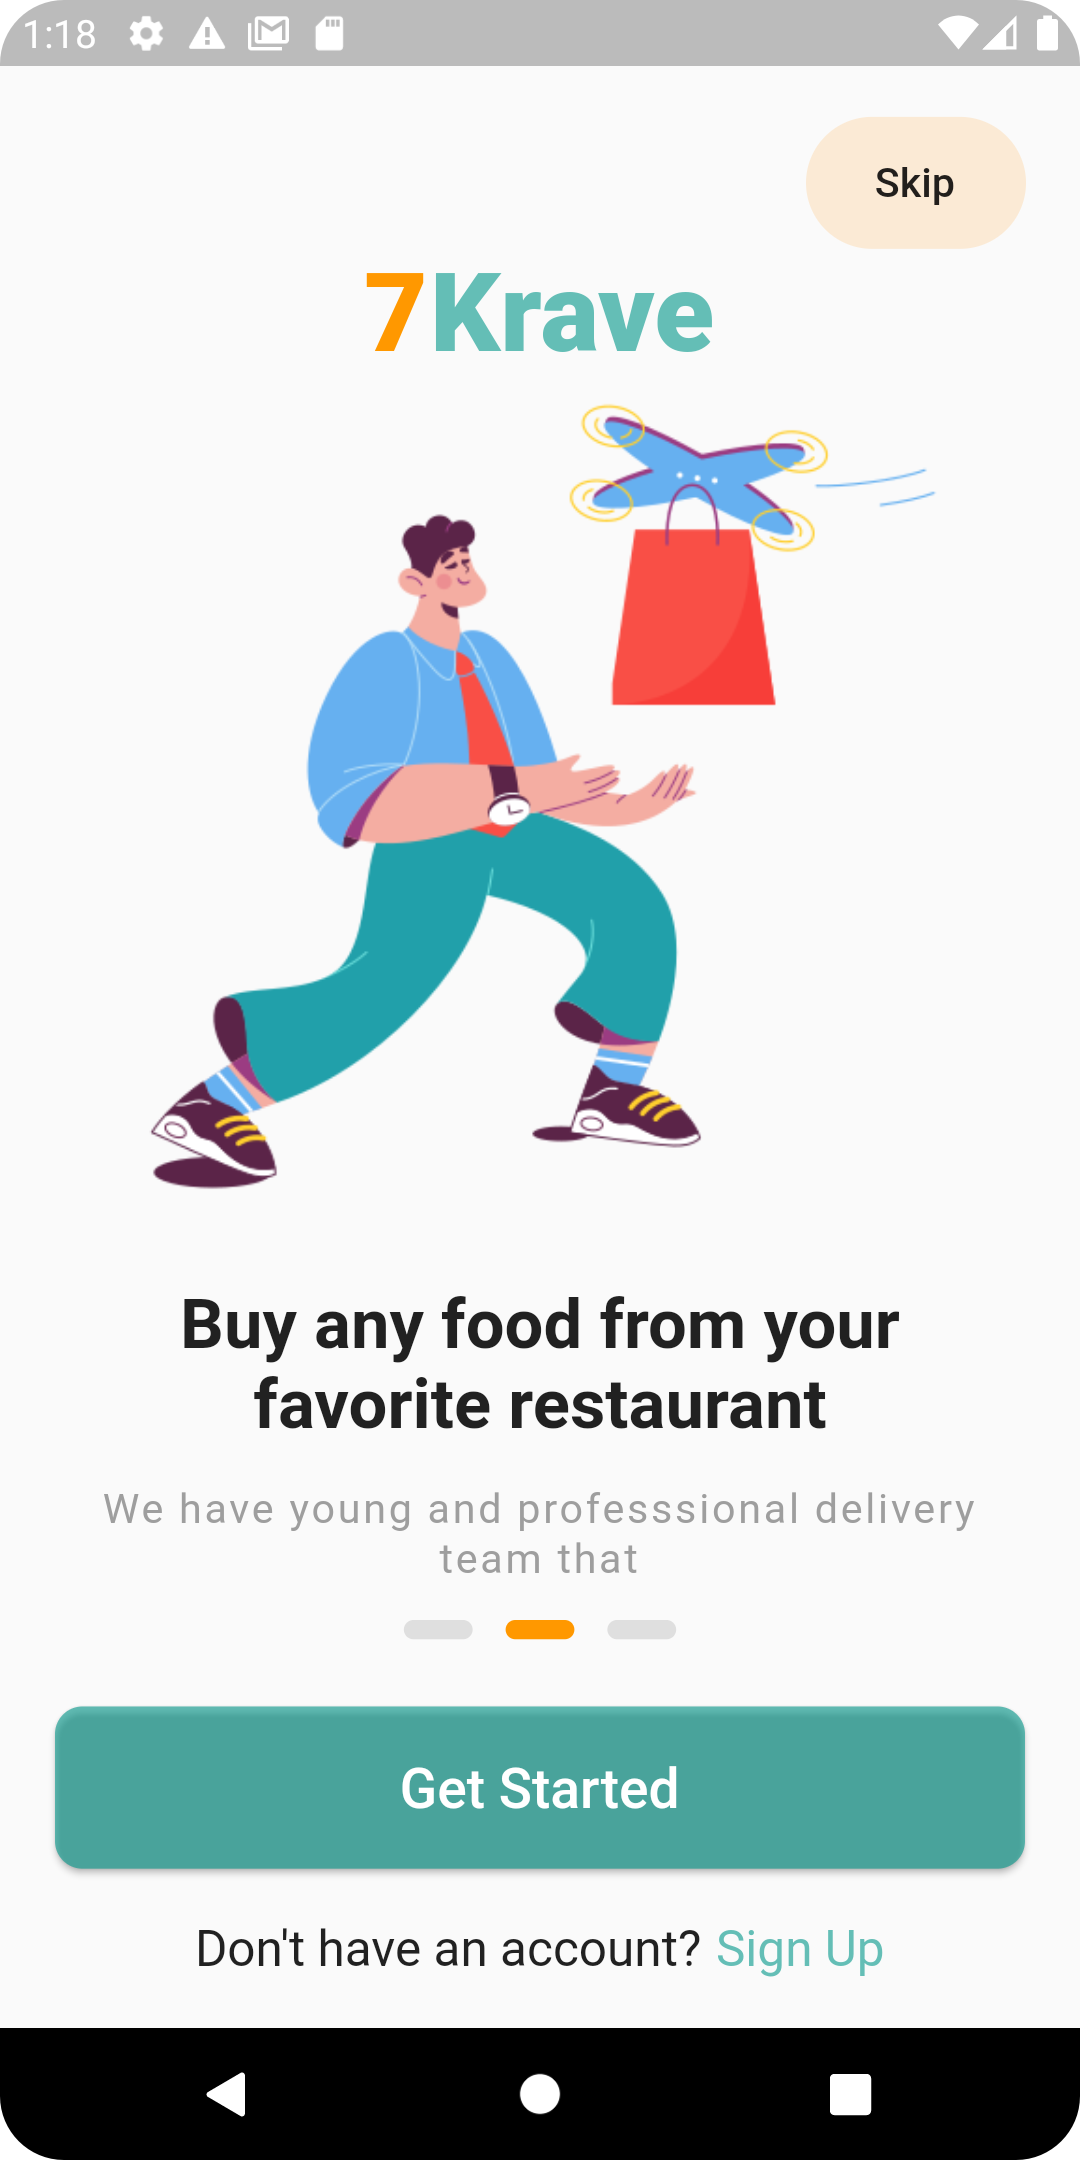 1:18
Skip
7Krave
Buy any food from your
favorite restaurant
We have young and professsional delivery
team that
Get Started
Don't have an account? Sign Up